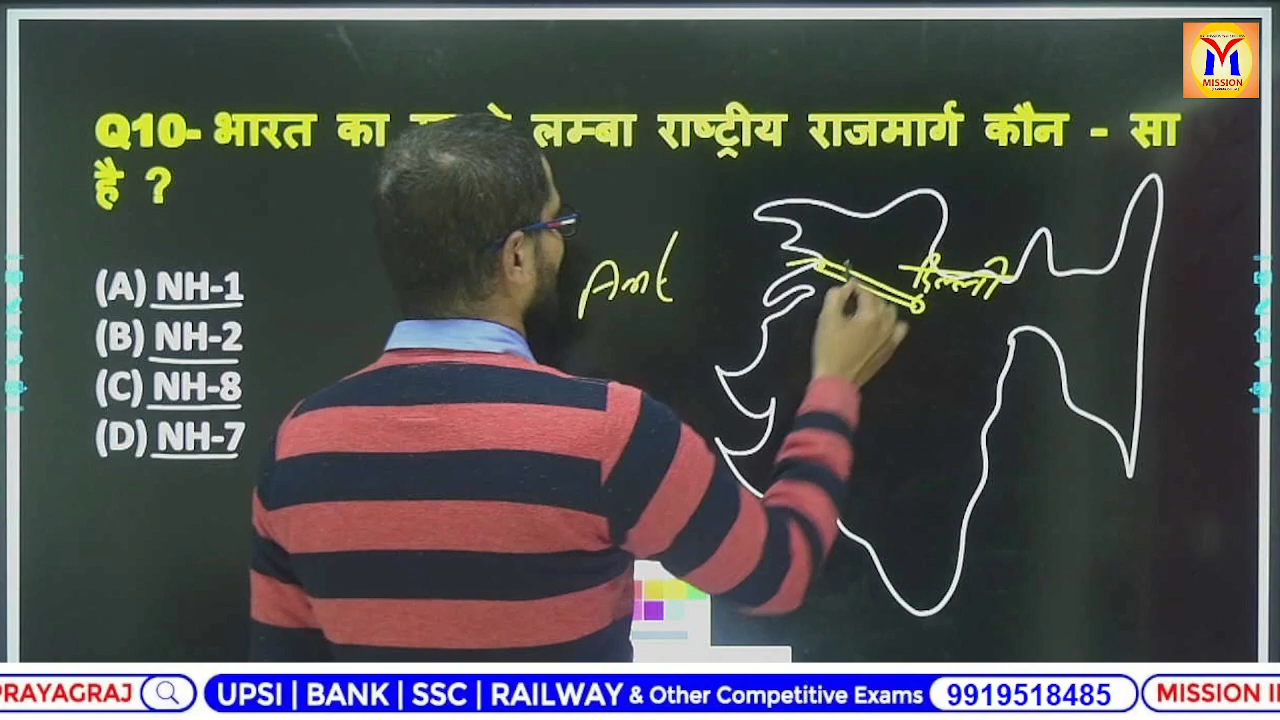 Q10- भारत का लम्बा राष्ट्रीय राजमार्ग कौन - सा
है ?
(A) NH-1
(B) NH-2
(C) NH-8
(D) NH-7
दिल्ली
MISSION
PRAYAGRAJ
UPSI | BANK | SSC | RAILWAY & Other Competitive Exams
9919518485
MISSION